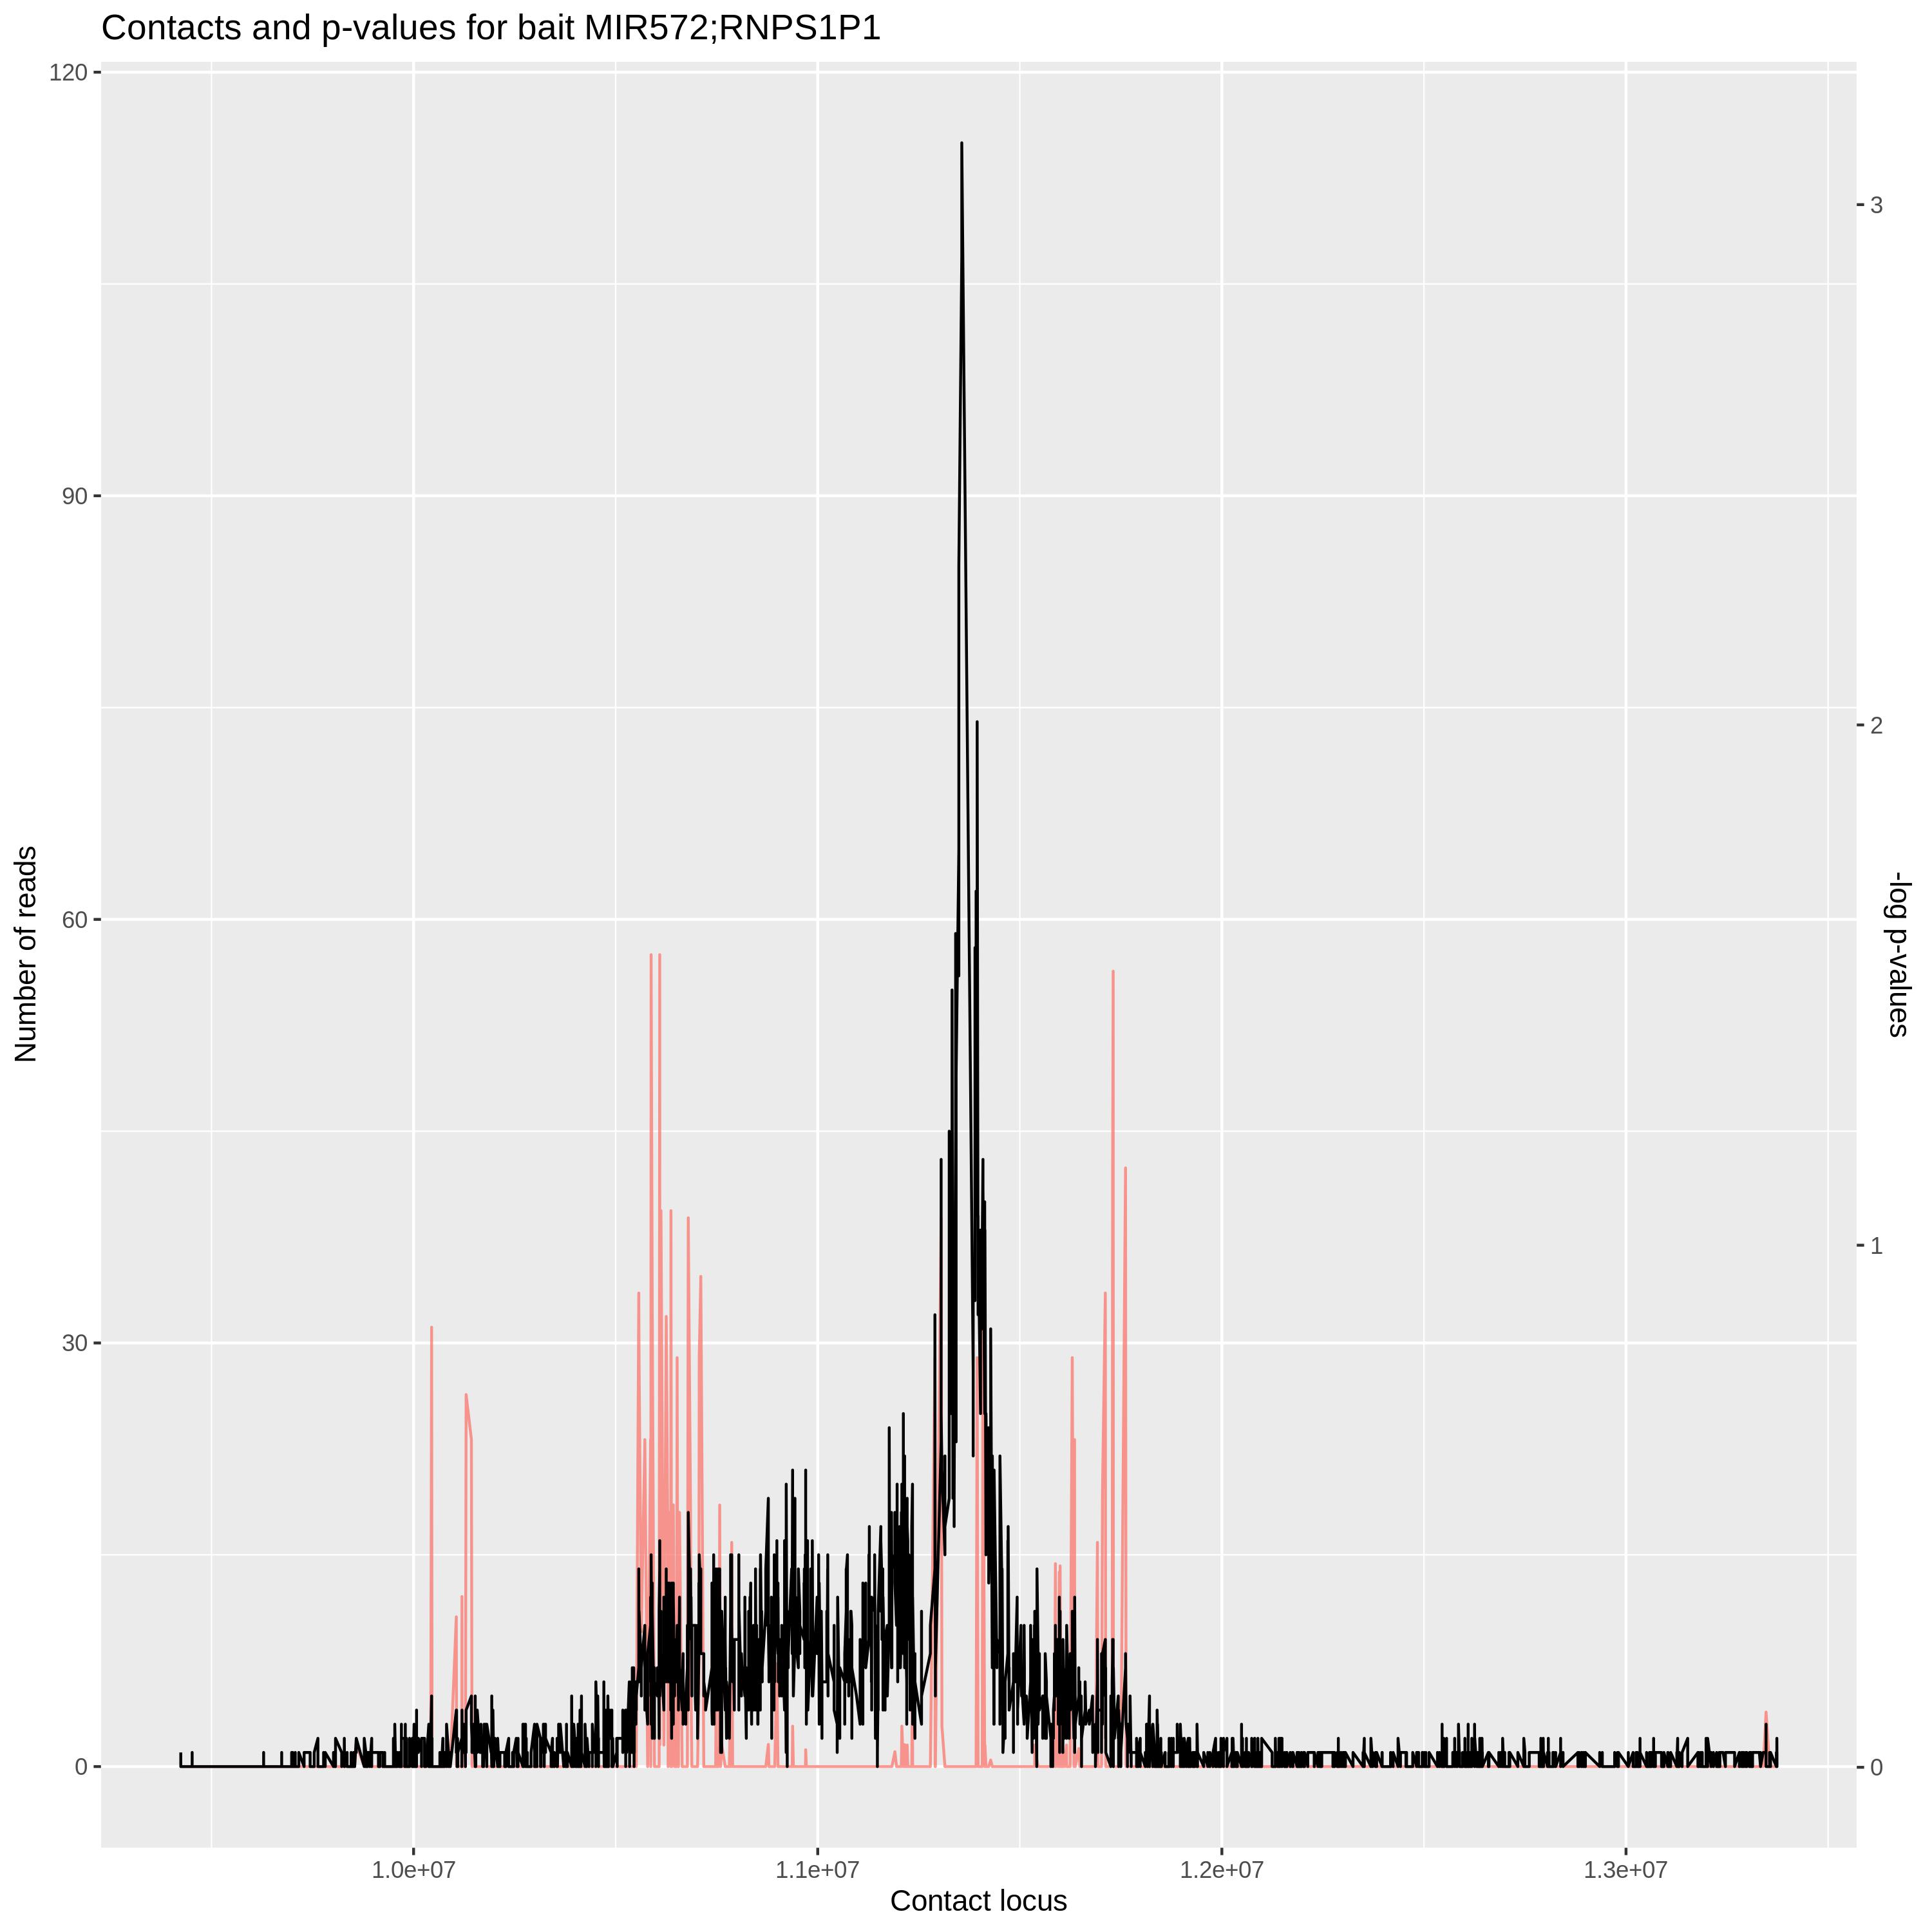 Contacts and p-values for bait MIR572;RNPS1P1
120
90
60
30
0
Number of reads
3
2
1
0
-log p-values
1.0e+07 1.1e+07 1.2e+07 1.3e+07
Contact locus